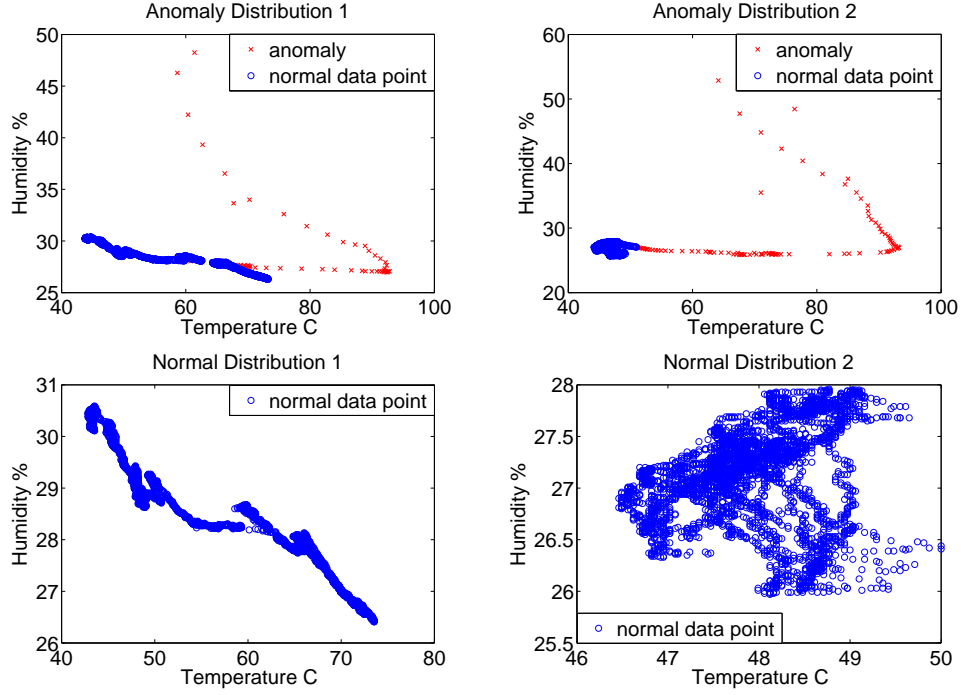 Anomaly Distribution 1
50
45
40
35
30
25
Humidity %
anomaly
normal data point
40 60 80 100
Temperature C
Anomaly Distribution 2
60
50
40
30
20
Humidity %
anomaly
normal data point
40 60 80 100
Temperature C
Normal Distribution 1
31
30
29
28
27
26
Humidity %
normal data point
40 50 60 70 80
Temperature C
Normal Distribution 2
28
27.5
27
26.5
26
25.5
Humidity %
normal data point
46 47 48 49 50
Temperature C